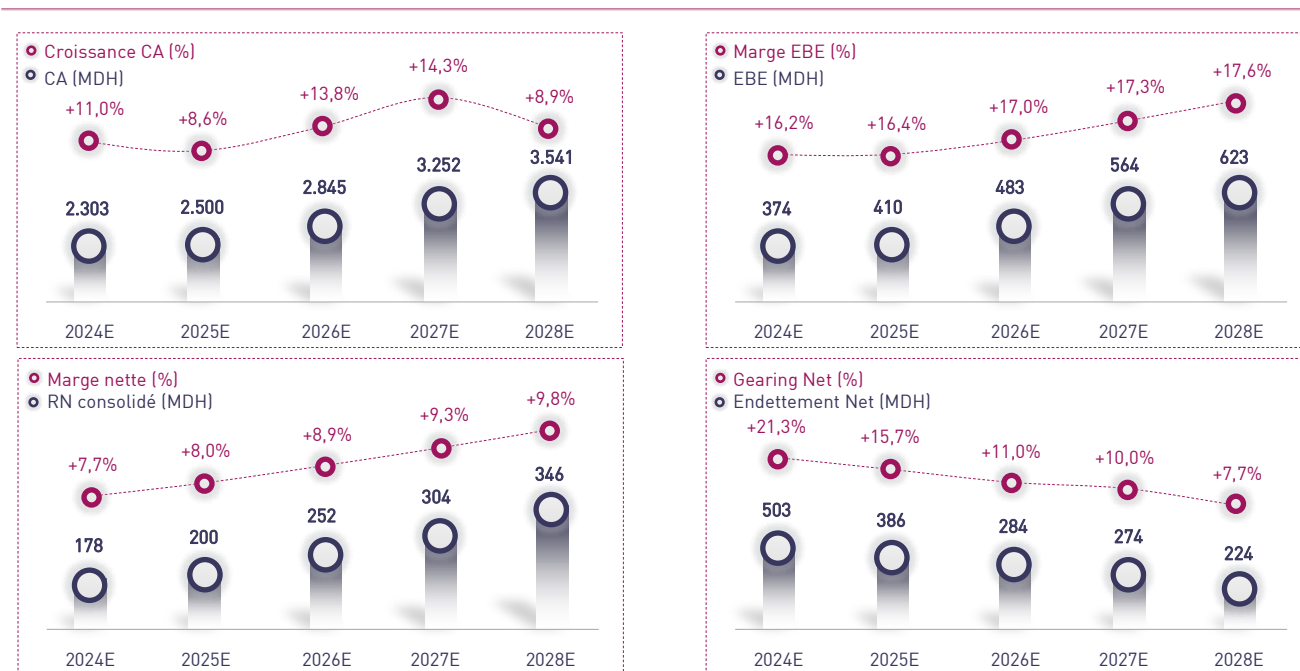 Croissance CA (%)
CA (MDH)
+11,0%
+8,6%
+13,8%
+14,3%
+8,9%
2.303
2.500
2.845
3.252
3.541
2024E
2025E
2026E
2027E
2028E
Marge EBE (%)
EBE (MDH)
+16,2%
+16,4%
+17,0%
+17,3%
+17,6%
374
410
483
564
623
2024E
2025E
2026E
2027E
2028E
Marge nette (%)
RN consolidé (MDH)
+7,7%
+8,0%
+8,9%
+9,3%
+9,8%
178
200
252
304
346
2024E
2025E
2026E
2027E
2028E
Gearing Net (%)
Endettement Net (MDH)
+21,3%
+15,7%
+11,0%
+10,0%
+7,7%
503
386
284
274
224
2024E
2025E
2026E
2027E
2028E